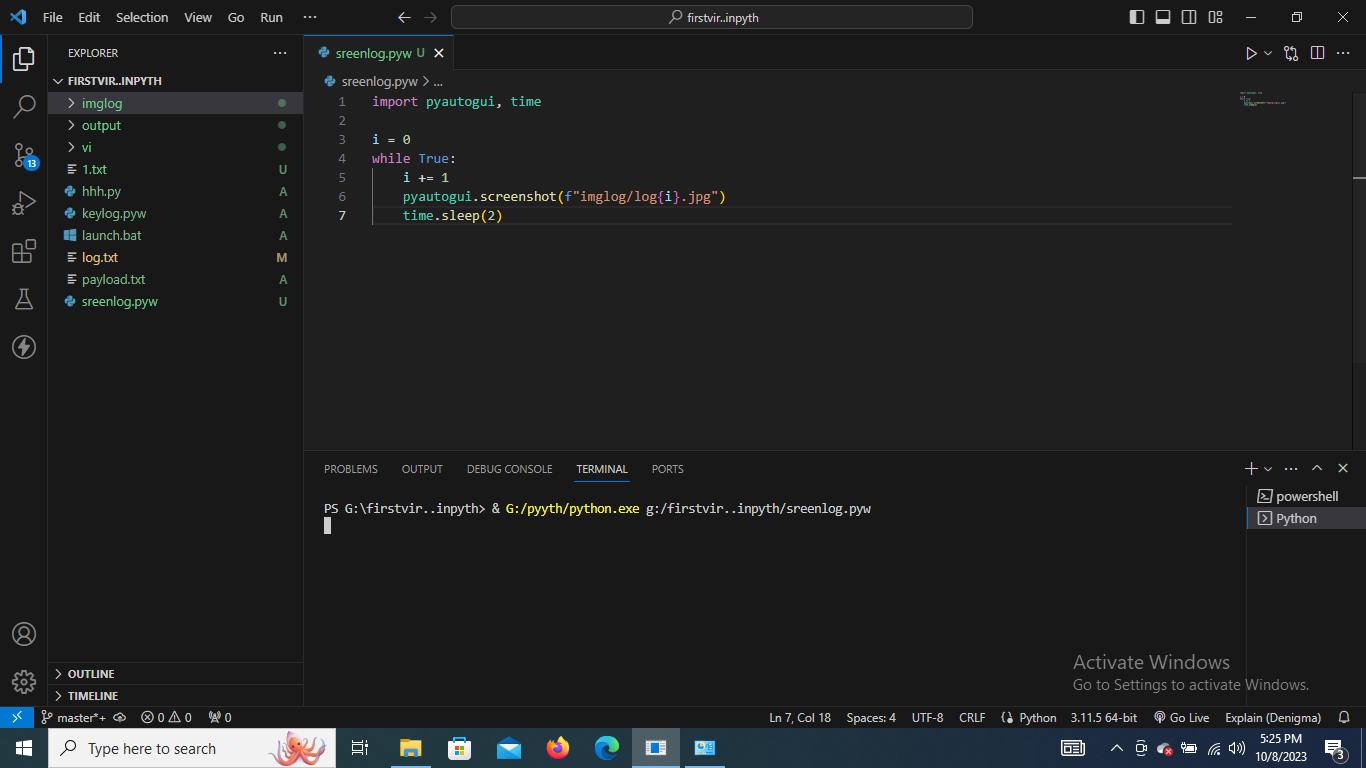 File Edit Selection View Go Run ···
firstvir..inpyth
EXPLORER
FIRSTVIR..INPYTH
imglog
output
vi
1.txt U
hhh.py A
keylog.pyw A
launch.bat A
log.txt M
payload.txt A
sreenlog.pyw U
OUTLINE
TIMELINE
13
sreenlog.pyw U
sreenlog.pyw > ...
1 import pyautogui, time
2
3 i = 0
4 while True:
5 i += 1
6 pyautogui.screenshot(f"imglog/log{i}.jpg")
7 time.sleep(2)
PROBLEMS OUTPUT DEBUG CONSOLE TERMINAL PORTS
PS G:\firstvir..inpyth> & G:/pyyth/python.exe g:/firstvir..inpyth/sreenlog.pyw
powershell
Python
Activate Windows
Go to Settings to activate Windows.
master*+ 0 0 0 Ln 7, Col 18 Spaces: 4 UTF-8 CRLF Python 3.11.5 64-bit Go Live Explain (Denigma)
Type here to search
5:25 PM
10/8/2023
3